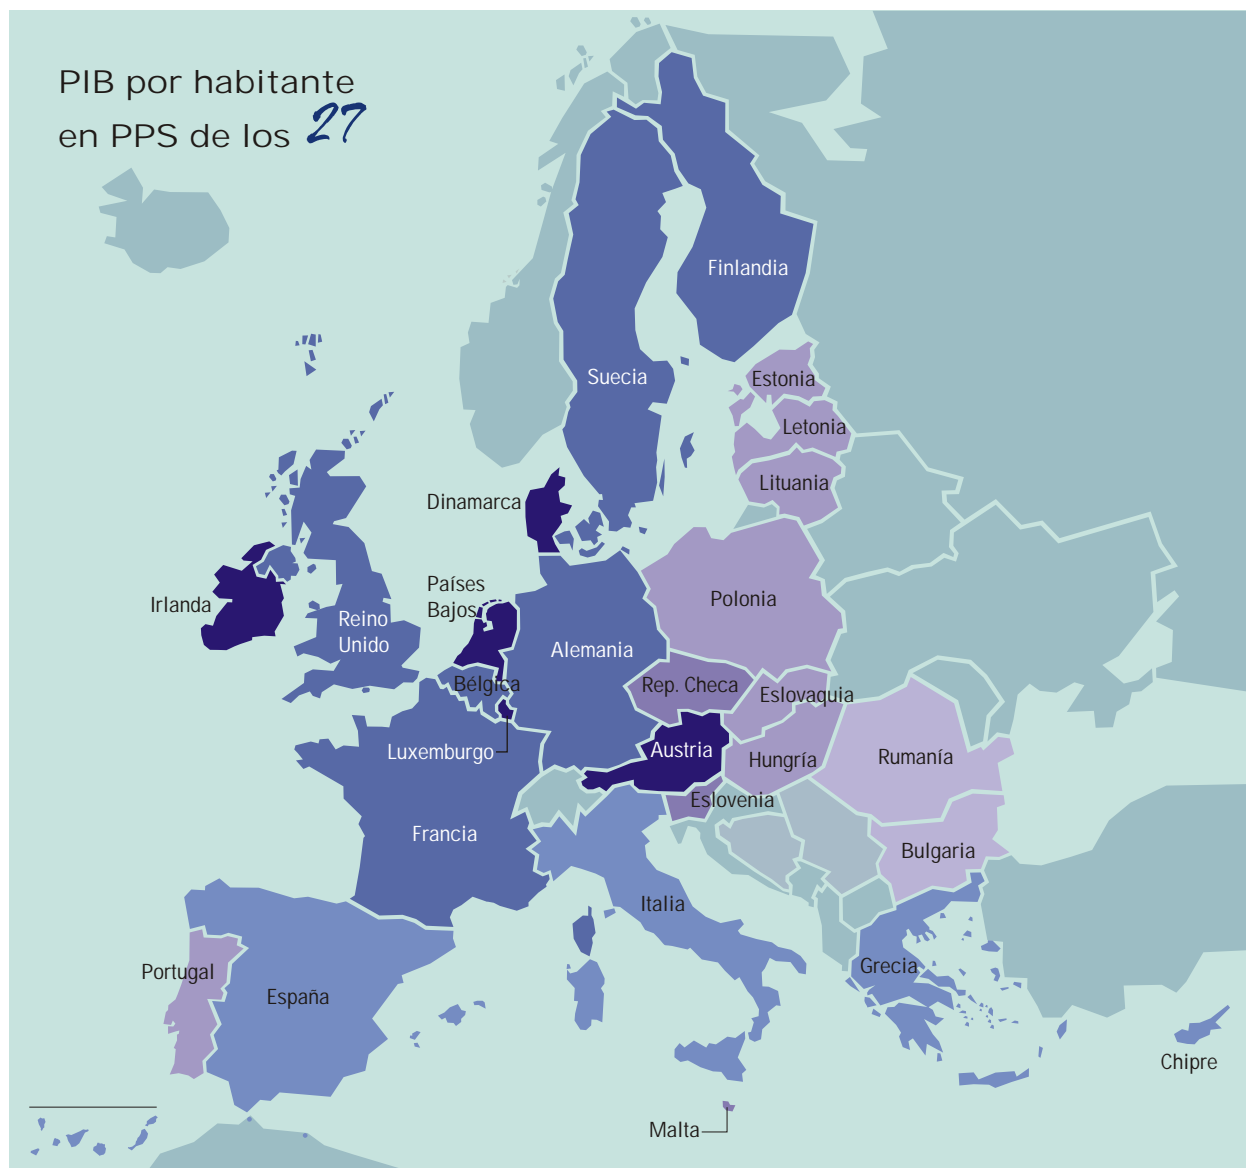 PIB por habitante
en PPS de los 27
Finlandia
Suecia
Estonia
Letonia
Lituania
Dinamarca
Países
Bajos
Irlanda
Reino
Unido
Polonia
Alemania
Bélgica
Rep. Checa
Eslovaquia
Luxemburgo
Austria
Hungría
Rumanía
Eslovenia
Francia
Bulgaria
Italia
Portugal
España
Grecia
Chipre
Malta